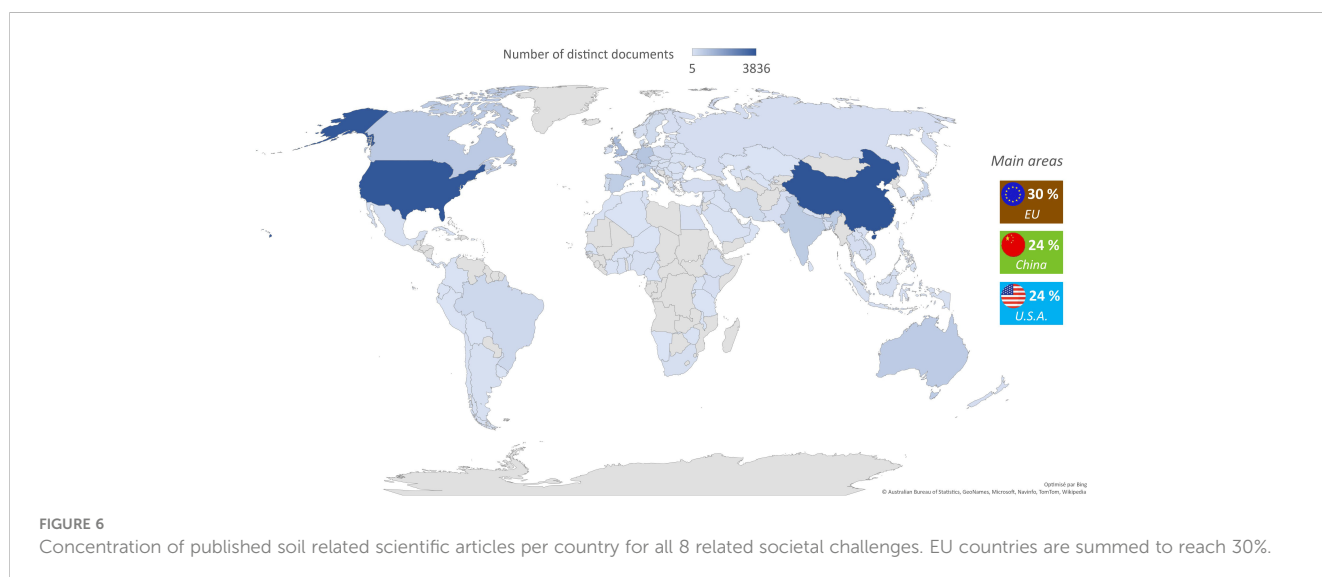 Number of distinct documents
5 3836
Main areas
30 %
EU
24 %
China
24 %
U.S.A.
Optimisé par Bing
© Australian Bureau of Statistics, GeoNames, Microsoft, Navinfo, TomTom, Wikipedia
FIGURE 6
Concentration of published soil related scientific articles per country for all 8 related societal challenges. EU countries are summed to reach 30%.